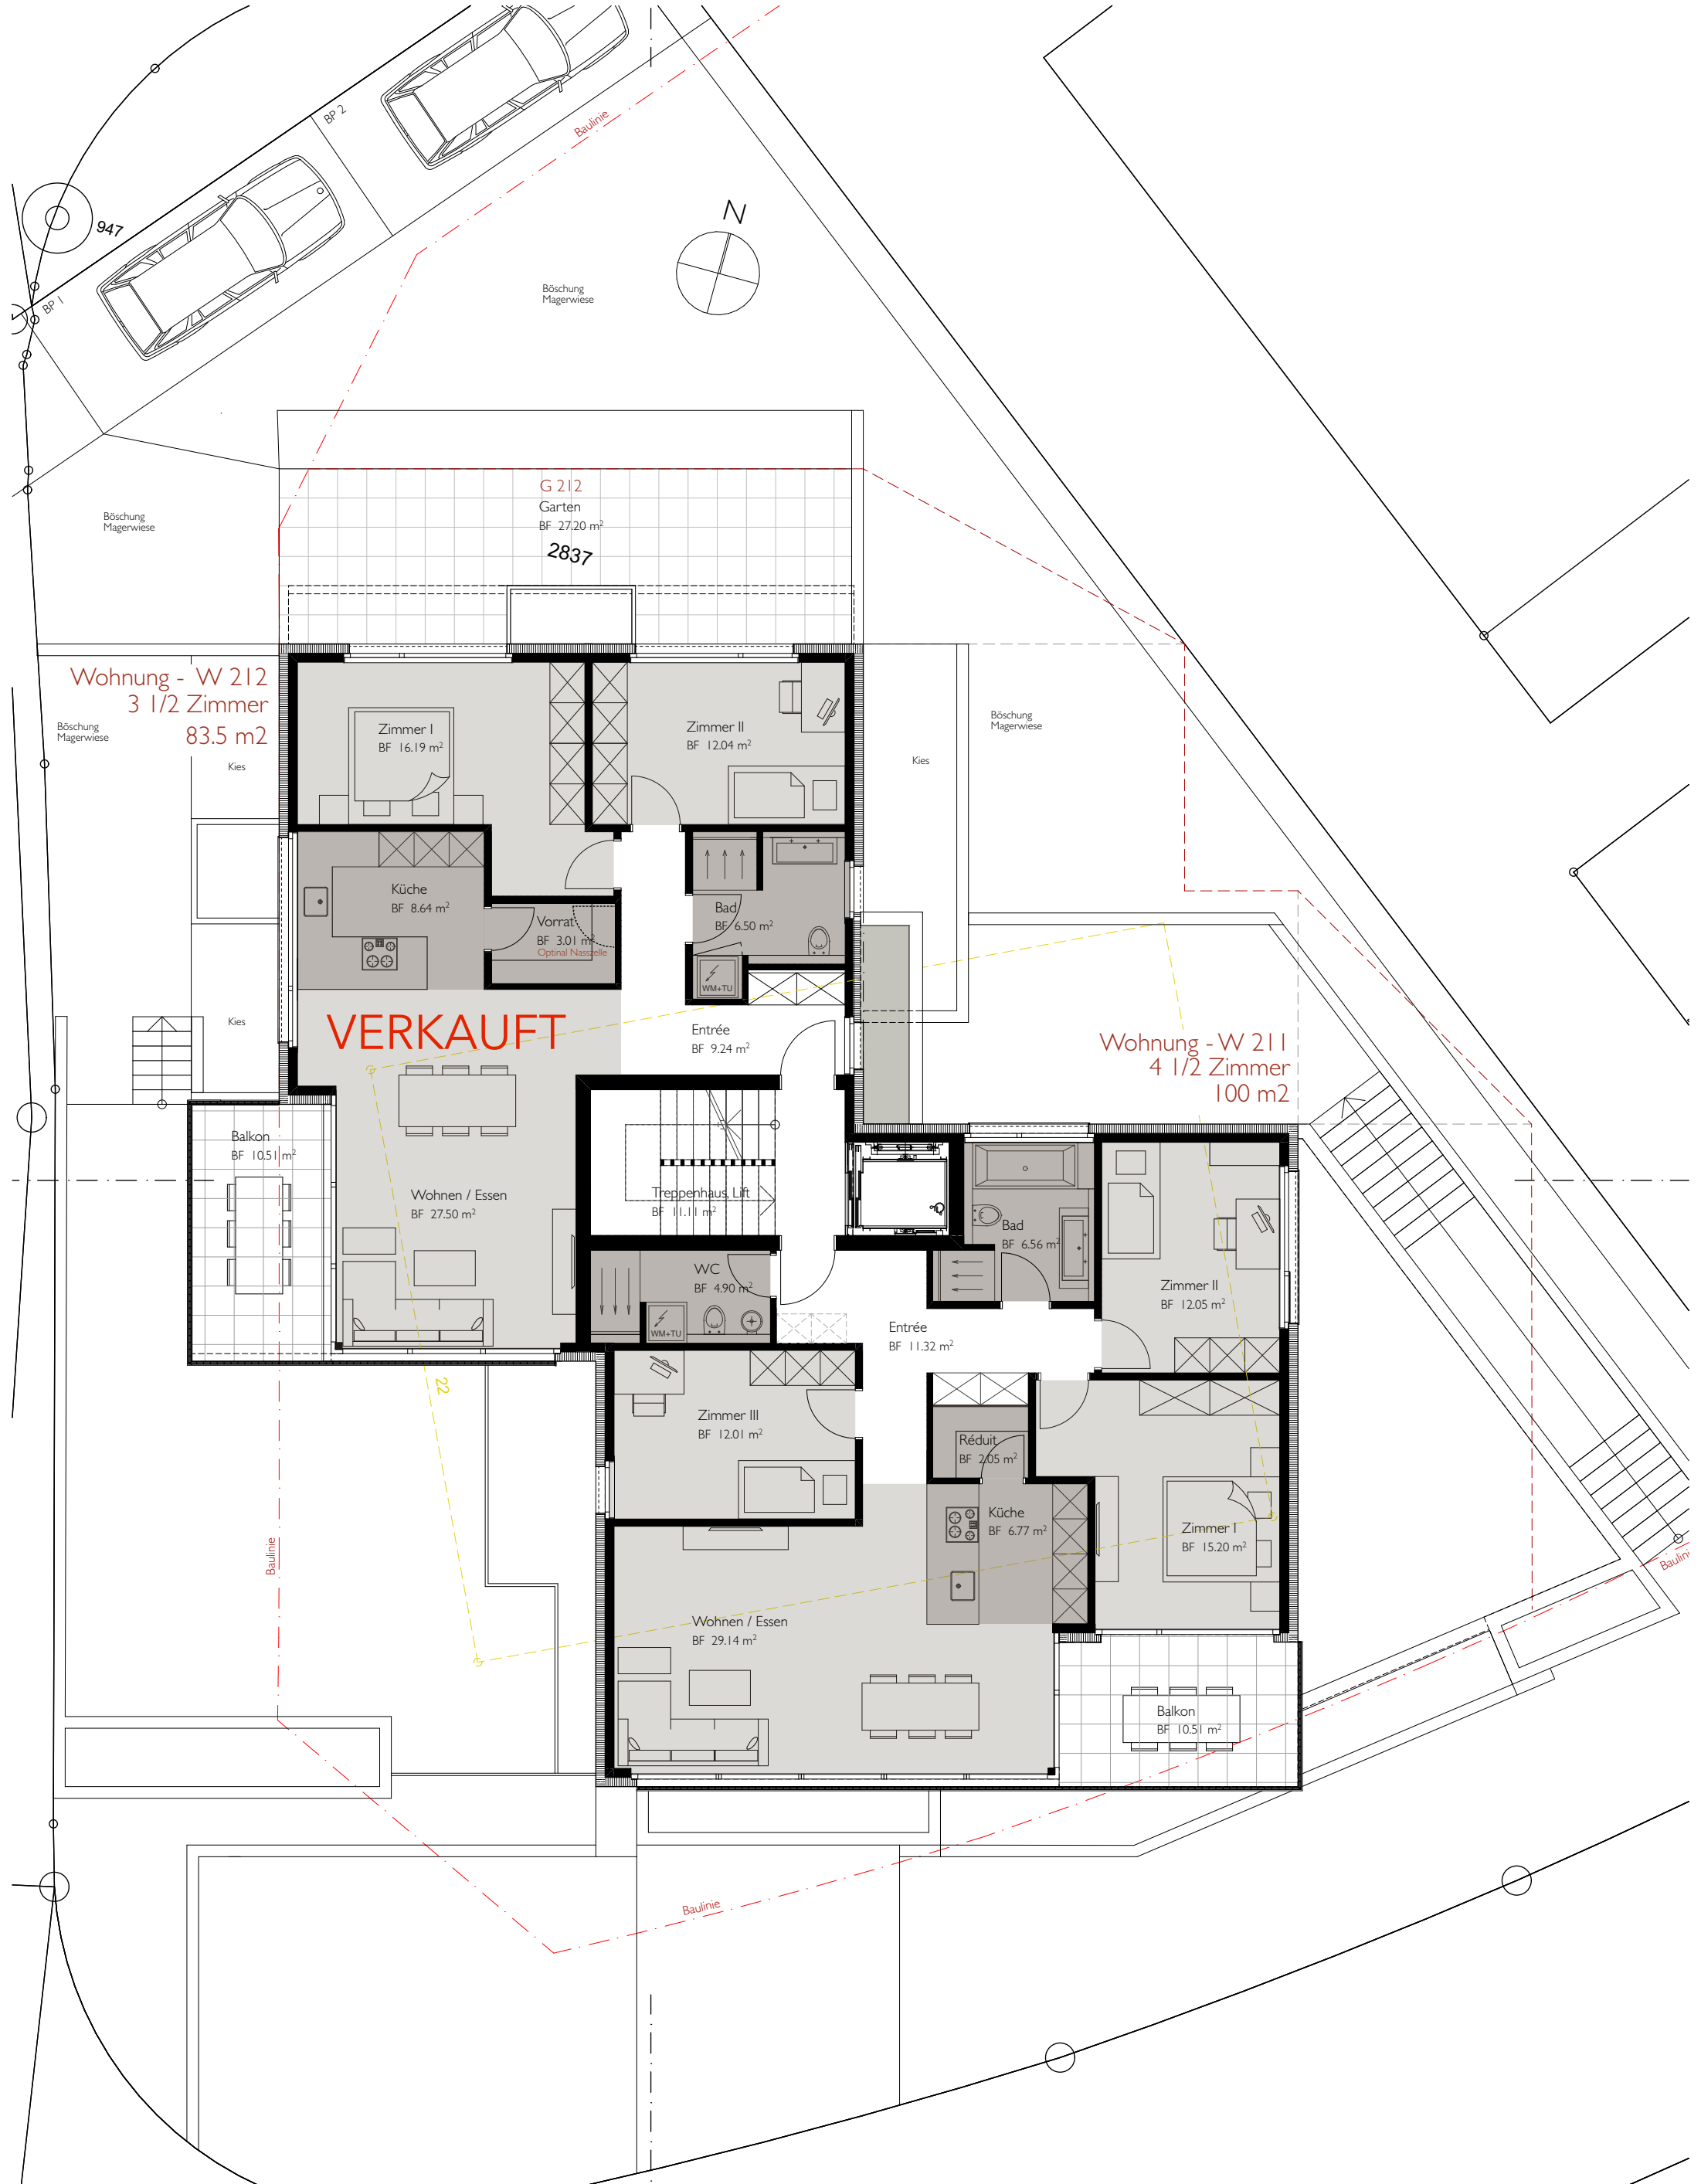 BP 2
Baulinie
947
BP 1
N
Böschung
Magerwiese
G 212
Garten
BF 27.20 m²
2837
Böschung
Magerwiese
Wohnung - W 212
3 1/2 Zimmer
83.5 m2
Böschung
Magerwiese
Kies
Zimmer I
BF 16.19 m²
Zimmer II
BF 12.04 m²
Böschung
Magerwiese
Kies
Küche
BF 8.64 m²
Vorrat
BF 3.01 m²
Optinal Nasszelle
Bad
BF 6.50 m²
WM+TU
Kies
VERKAUFT
Entrée
BF 9.24 m²
Wohnung - W 211
4 1/2 Zimmer
100 m2
Balkon
BF 10.51 m²
Wohnen / Essen
BF 27.50 m²
Treppenhaus, Lift
BF 11.11 m²
Bad
BF 6.56 m²
Zimmer II
BF 12.05 m²
WC
BF 4.90 m²
WM+TU
Entrée
BF 11.32 m²
22
Zimmer III
BF 12.01 m²
Réduit
BF 2.05 m²
Küche
BF 6.77 m²
Zimmer I
BF 15.20 m²
Baulinie
Baulini
Wohnen / Essen
BF 29.14 m²
Balkon
BF 10.51 m²
Baulinie